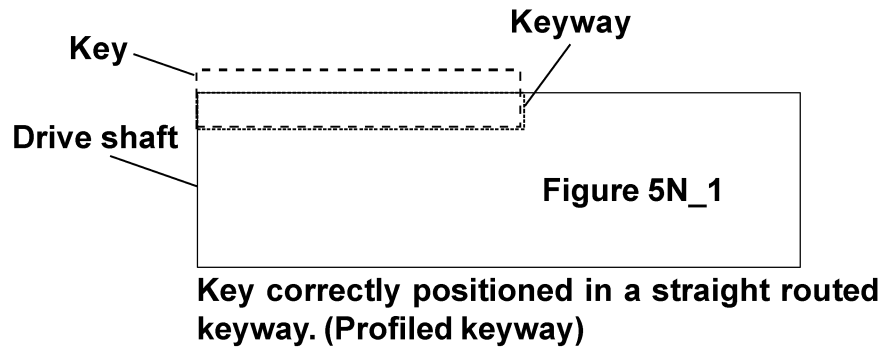 Keyway
Key
Drive shaft
Figure 5N_1
Key correctly positioned in a straight routed
keyway. (Profiled keyway)